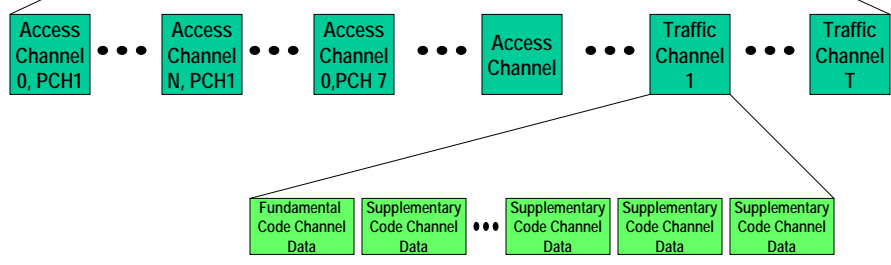 Access
Channel
0, PCH1
Access
Channel
N, PCH1
Access
Channel
0,PCH 7
Access
Channel
Traffic
Channel
1
Traffic
Channel
T
Fundamental
Code Channel
Data
Supplementary
Code Channel
Data
Supplementary
Code Channel
Data
Supplementary
Code Channel
Data
Supplementary
Code Channel
Data